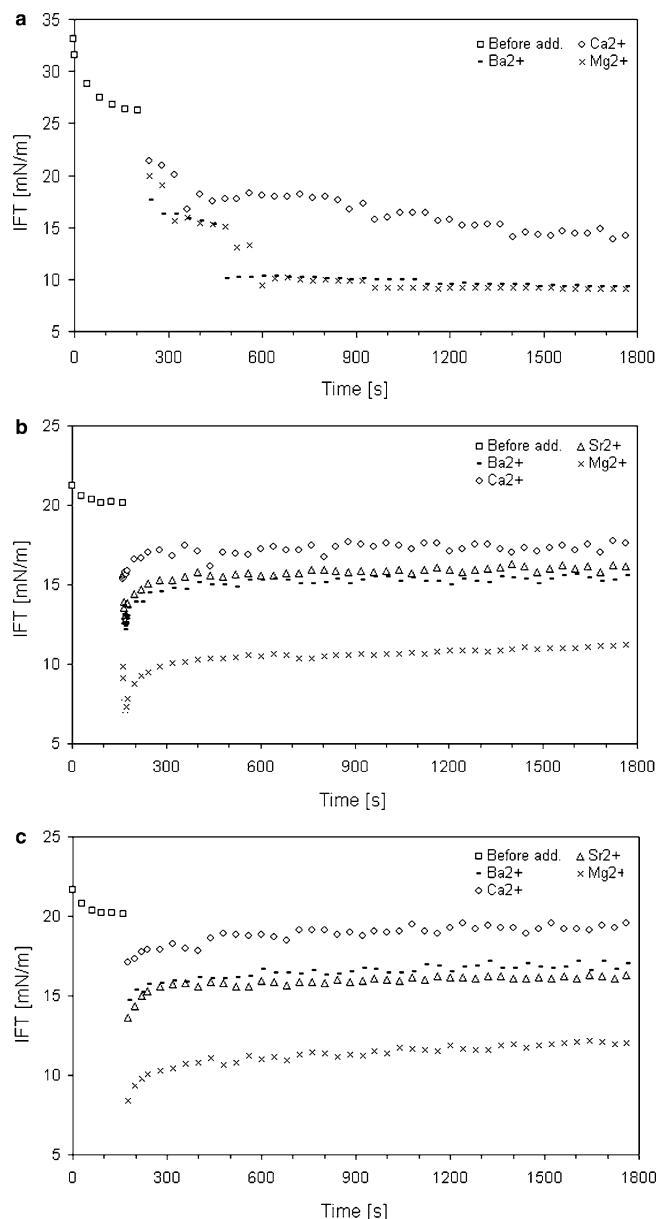 a
35
30
25
20
15
10
5
IFT [mN/m]
□ Before add. ◇ Ca2+
- Ba2+ × Mg2+
0 300 600 900 1200 1500 1800
Time [s]
b
25
20
15
10
5
IFT [mN/m]
□ Before add. △ Sr2+
- Ba2+ × Mg2+
◇ Ca2+
0 300 600 900 1200 1500 1800
Time [s]
c
25
20
15
10
5
IFT [mN/m]
□ Before add. △ Sr2+
- Ba2+ × Mg2+
◇ Ca2+
0 300 600 900 1200 1500 1800
Time [s]